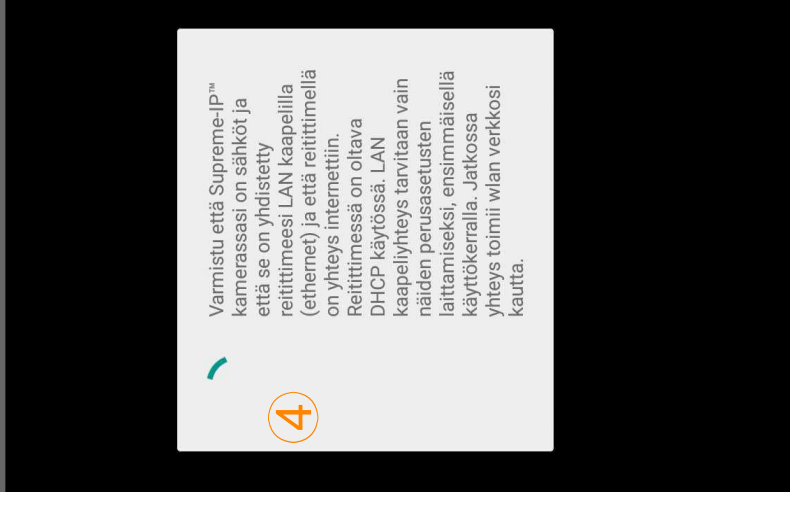 Varmistu että Supreme-IP™
kamerassasi on sähköt ja
että se on yhdistetty
reitittimeesi LAN kaapelilla
(ethernet) ja että reitittimellä
on yhteys internettiin.
Reitittimessä on oltava
DHCP käytössä. LAN
kaapeliyhteys tarvitaan vain
näiden perusasetusten
laittamiseksi, ensimmäisellä
käyttökerralla. Jatkossa
yhteys toimii wlan verkkosi
kautta.
4